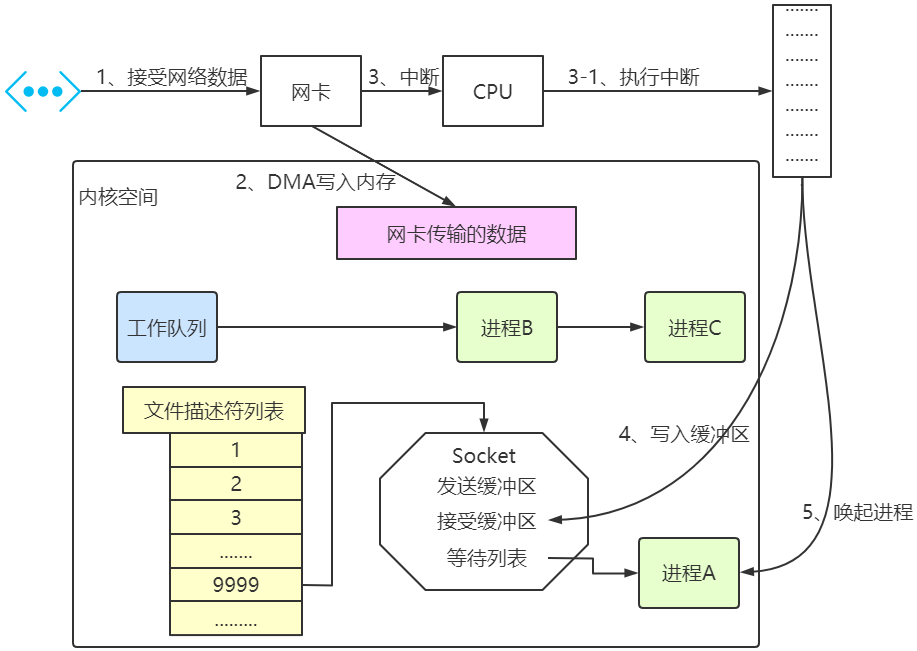 1、接受网络数据
网卡
3、中断
CPU
3-1、执行中断
.......
.......
.......
.......
.......
.......
.......
内核空间
2、DMA写入内存
网卡传输的数据
工作队列
进程B
进程C
文件描述符列表
1
2
3
.......
9999
.........
Socket
发送缓冲区
接受缓冲区
等待列表
4、写入缓冲区
5、唤起进程
进程A